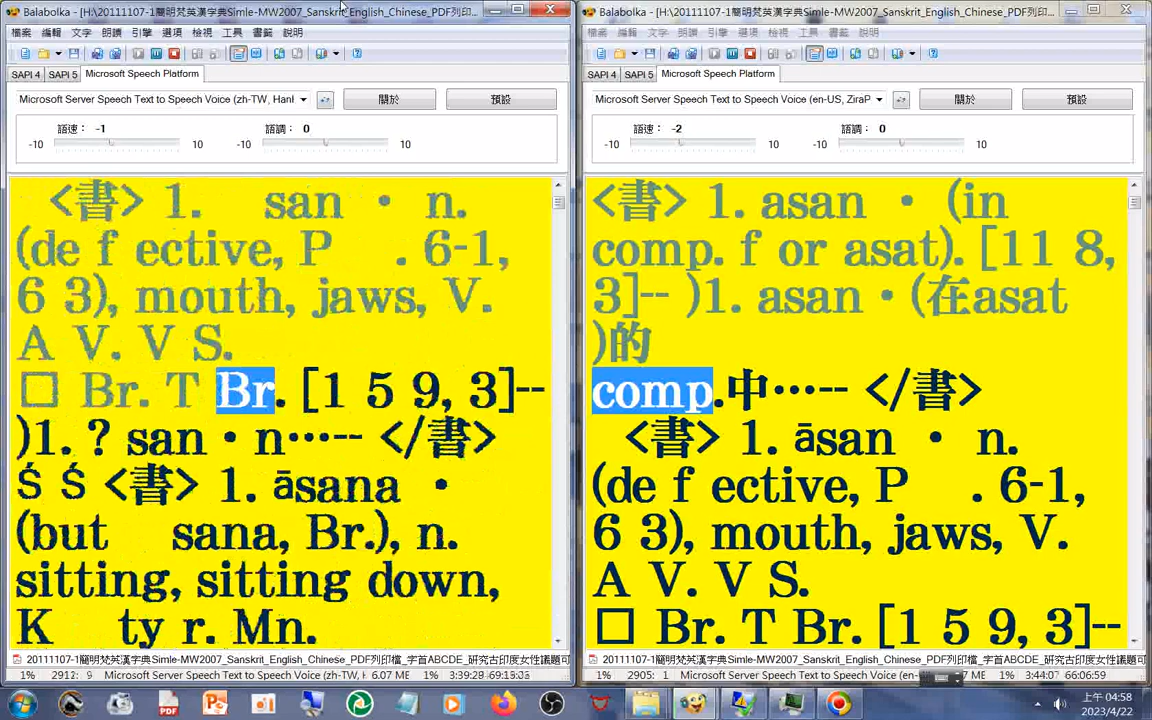 Balabolka - [H:\20111107-1簡明梵英漢字典Simle-MW2007_Sanskrit_English_Chinese_PDF列印...
檔案 編輯 文字 朗讀 引擎 選項 檢視 工具 書籤 說明
SAPI 4 SAPI 5 Microsoft Speech Platform
Microsoft Server Speech Text to Speech Voice (zh-TW, Hanl
關於 預設
語速： -1 語調： 0
-10 10 -10 10
<書> 1. san • n.
(de f ective, P . 6-1,
6 3), mouth, jaws, V.
A V. V S.
□ Br. T Br. [1 5 9, 3]--
)1. ? san • n…-- </書>
Ś Ś <書> 1. āsana •
(but sana, Br.), n.
sitting, sitting down,
K ty r. Mn.
20111107-1簡明梵英漢字典Simle-MW2007_Sanskrit_English_Chinese_PDF列印檔_字首ABCDE_研究古印度女性議題可
1% 2912: 9 Microsoft Server Speech Text to Speech Voice (zh-TW, H 6.07 ME 1% 3:39:28
Balabolka - [H:\20111107-1簡明梵英漢字典Simle-MW2007_Sanskrit_English_Chinese_PDF列印...
檔案 編輯 文字 朗讀 引擎 選項 檢視 工具 書籤 說明
SAPI 4 SAPI 5 Microsoft Speech Platform
Microsoft Server Speech Text to Speech Voice (en-US, ZiraP
關於 預設
語速： -2 語調： 0
-10 10 -10 10
<書> 1. asan • (in
comp. f or asat). [11 8,
3]-- )1. asan • (在asat
)的
comp.中…-- </書>
<書> 1. āsan • n.
(de f ective, P . 6-1,
6 3), mouth, jaws, V.
A V. V S.
□ Br. T Br. [1 5 9, 3]--
20111107-1簡明梵英漢字典Simle-MW2007_Sanskrit_English_Chinese_PDF列印檔_字首ABCDE_研究古印度女性議題可
1% 2905: 1 Microsoft Server Speech Text to Speech Voice 1% 3:44:07 66:06:59
上午 04:58
2023/4/22